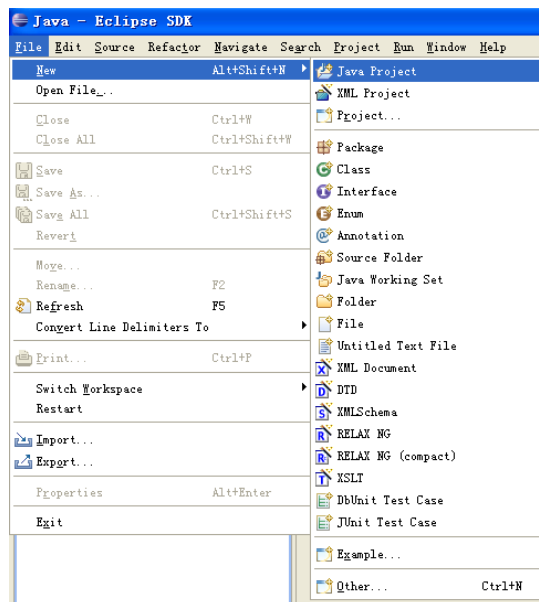 Java - Eclipse SDK
File Edit Source Refactor Navigate Search Project Run Window Help
New Alt+Shift+N
Open File...
Close Ctrl+W
Close All Ctrl+Shift+W
Save Ctrl+S
Save As...
Save All Ctrl+Shift+S
Revert
Move...
Rename... F2
Refresh F5
Convert Line Delimiters To
Print... Ctrl+P
Switch Workspace
Restart
Import...
Export...
Properties Alt+Enter
Exit
Java Project
XML Project
Project...
Package
Class
Interface
Enum
Annotation
Source Folder
Java Working Set
Folder
File
Untitled Text File
XML Document
DTD
XMLSchema
RELAX NG
RELAX NG (compact)
XSLT
DbUnit Test Case
JUnit Test Case
Example...
Other... Ctrl+N